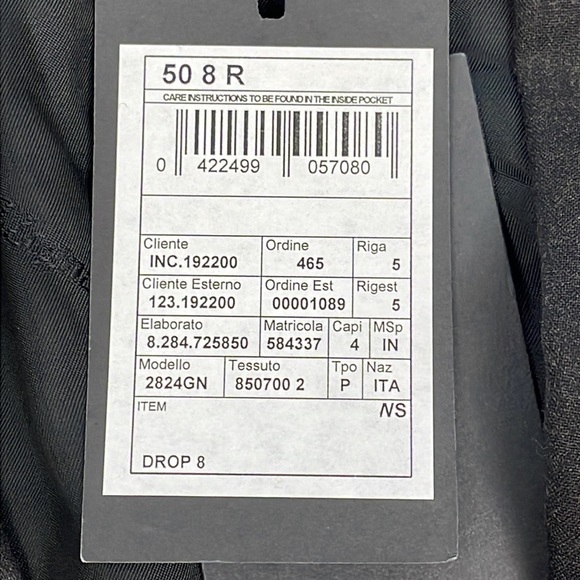 50 8 R
CARE INSTRUCTIONS TO BE FOUND IN THE INSIDE POCKET
0 422499 057080
Cliente Ordine Riga
INC.192200 465 5
Cliente Esterno Ordine Est Rigest
123.192200 00001089 5
Elaborato Matricola Capi MSp
8.284.725850 584337 4 IN
Modello Tessuto Tpo Naz
2824GN 850700 2 P ITA
ITEM NS
DROP 8